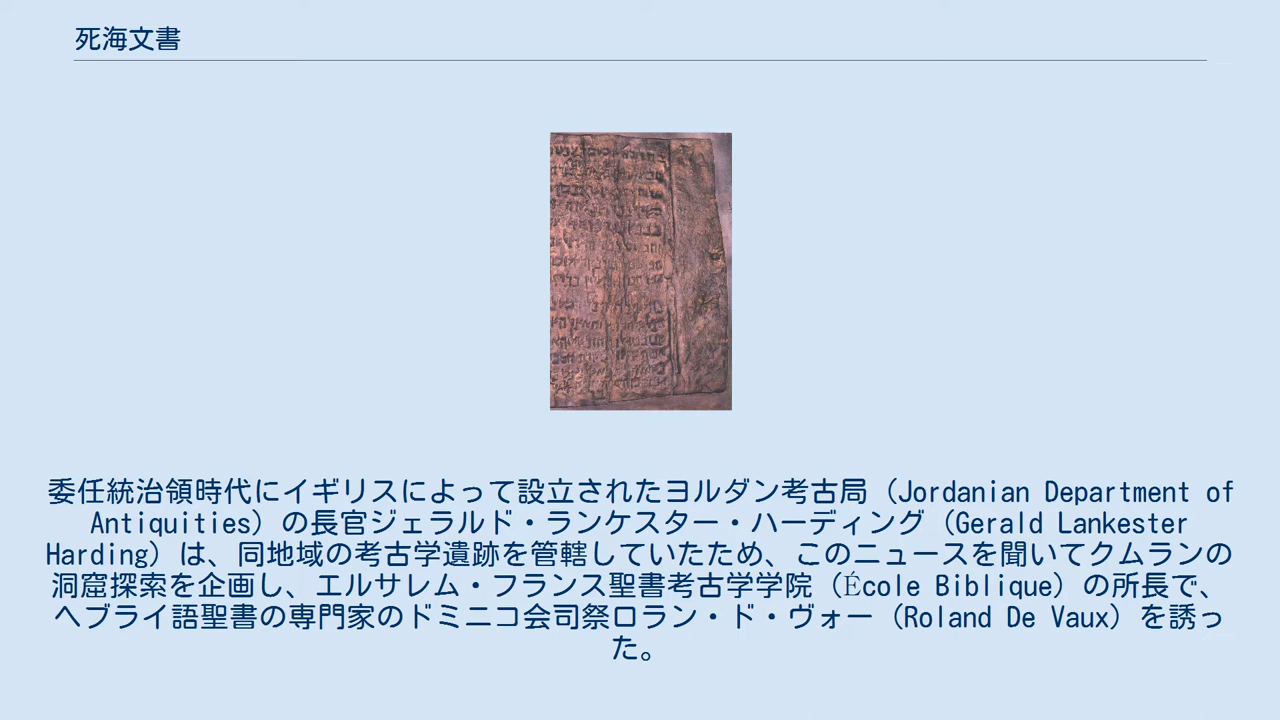 死海文書
委任統治領時代にイギリスによって設立されたヨルダン考古局（Jordanian Department of
Antiquities）の長官ジェラルド・ランケスター・ハーディング（Gerald Lankester
Harding）は、同地域の考古学遺跡を管轄していたため、このニュースを聞いてクムランの
洞窟探索を企画し、エルサレム・フランス聖書考古学学院（École Biblique）の所長で、
ヘブライ語聖書の専門家のドミニコ会司祭ロラン・ド・ヴォー（Roland De Vaux）を誘っ
た。